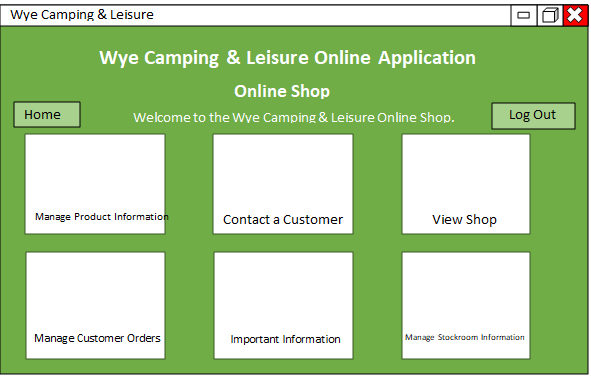 Wye Camping & Leisure
Wye Camping & Leisure Online Application
Online Shop
Home
Welcome to the Wye Camping & Leisure Online Shop.
Log Out
Manage Product Information
Contact a Customer
View Shop
Manage Customer Orders
Important Information
Manage Stockroom Information